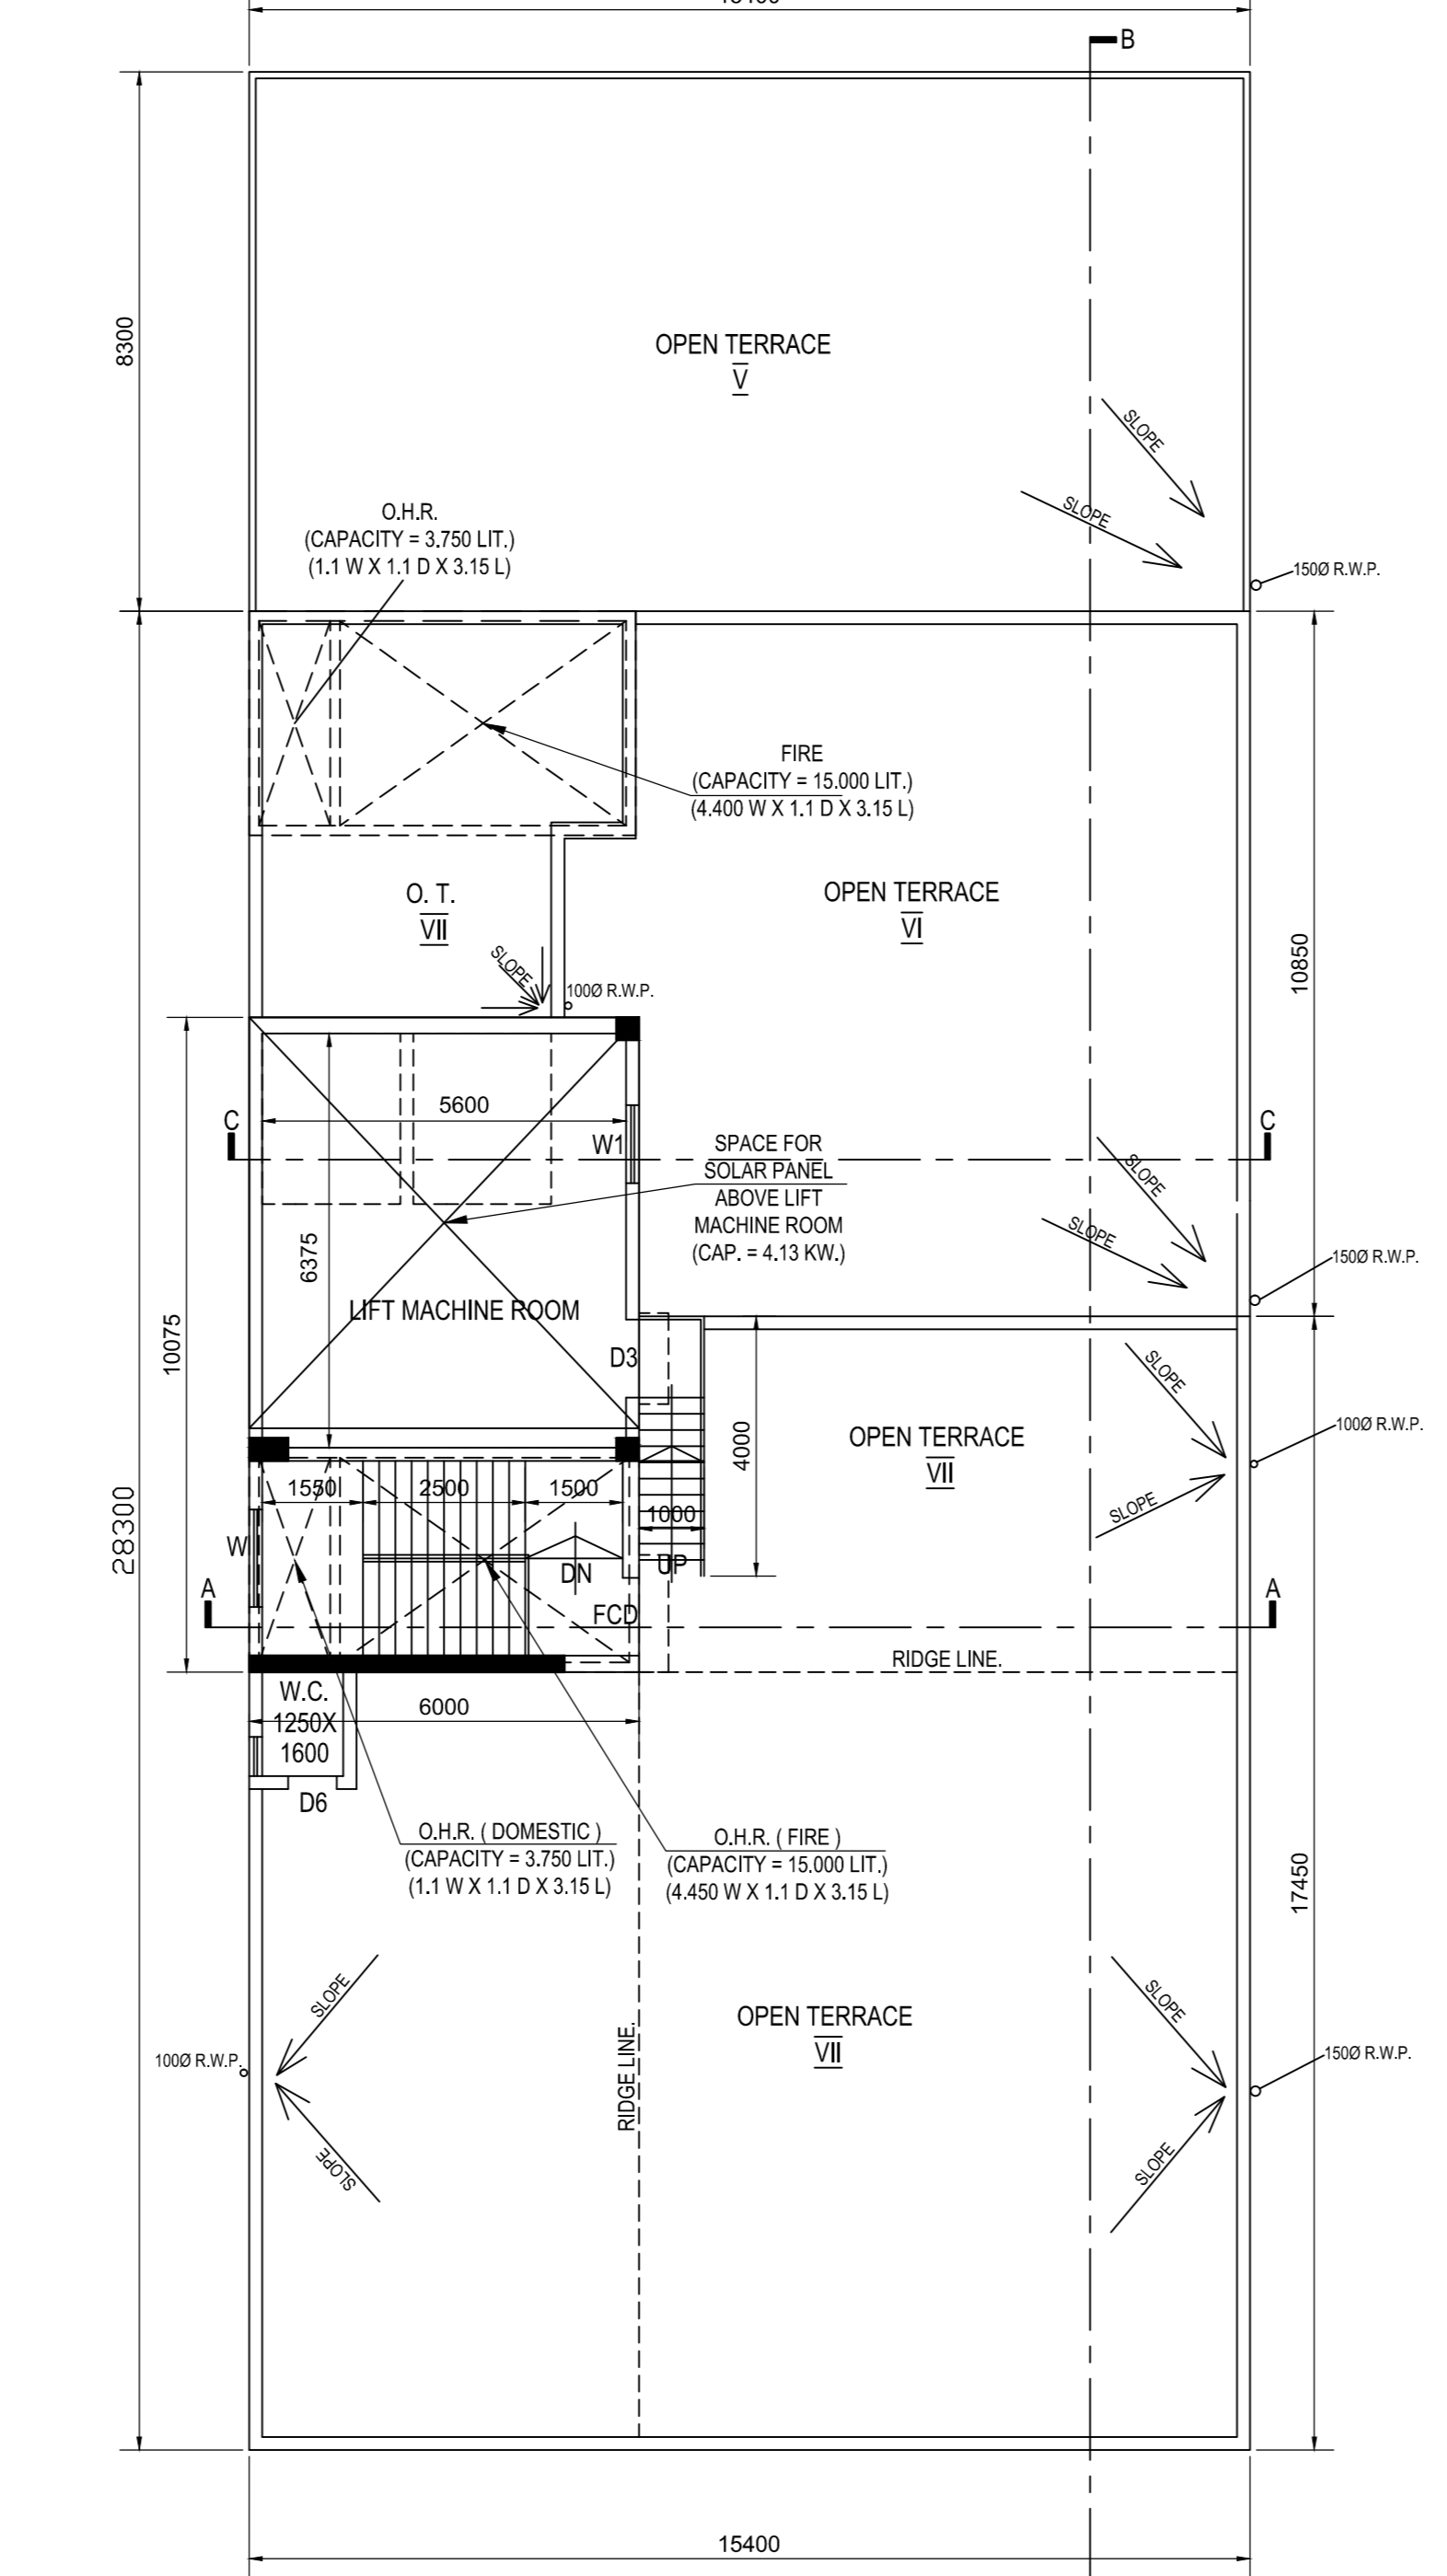 B
8300
OPEN TERRACE
V
SLOPE
SLOPE
O.H.R.
(CAPACITY = 3.750 LIT.)
(1.1 W X 1.1 D X 3.15 L)
150Ø R.W.P.
FIRE
(CAPACITY = 15.000 LIT.)
(4.400 W X 1.1 D X 3.15 L)
O. T.
VII
OPEN TERRACE
VI
SLOPE
100Ø R.W.P.
10850
5600
C
W1
C
SPACE FOR
SOLAR PANEL
ABOVE LIFT
MACHINE ROOM
(CAP. = 4.13 KW.)
SLOPE
SLOPE
6375
150Ø R.W.P.
LIFT MACHINE ROOM
10075
D3
SLOPE
100Ø R.W.P.
4000
OPEN TERRACE
VII
1550
2500
1500
1000
SLOPE
28300
W
DN
UP
A
FCD
A
RIDGE LINE.
W.C.
1250X
1600
6000
D6
O.H.R. ( DOMESTIC )
(CAPACITY = 3.750 LIT.)
(1.1 W X 1.1 D X 3.15 L)
O.H.R. ( FIRE )
(CAPACITY = 15.000 LIT.)
(4.450 W X 1.1 D X 3.15 L)
17450
SLOPE
SLOPE
OPEN TERRACE
VII
100Ø R.W.P.
RIDGE LINE.
150Ø R.W.P.
SLOPE
SLOPE
15400